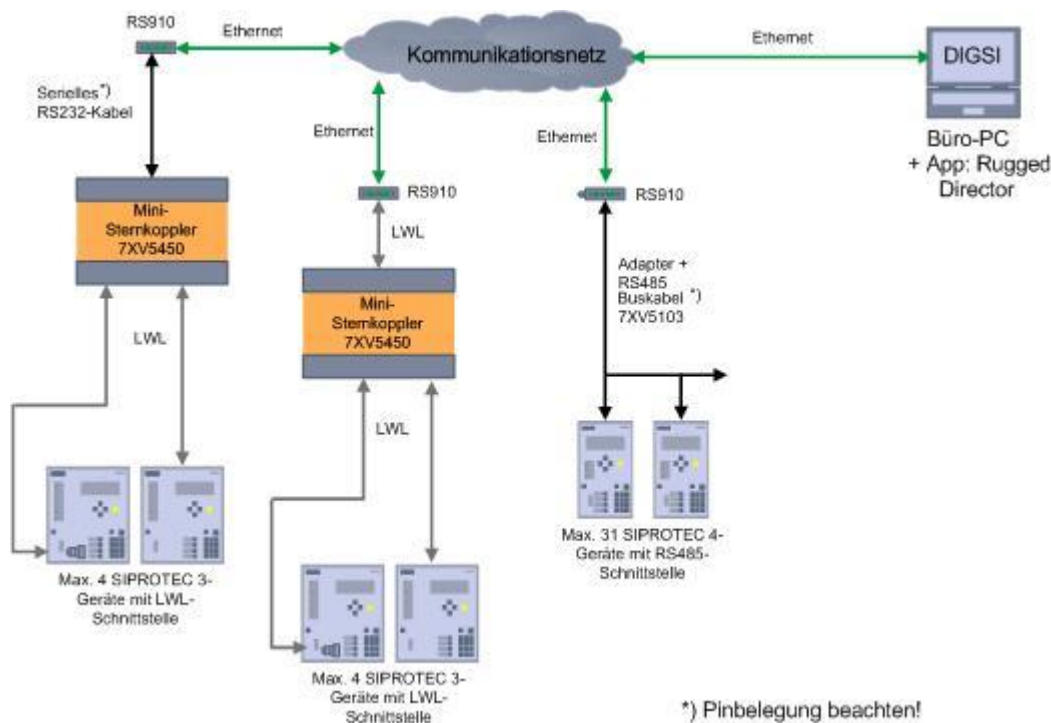 RS910
Ethernet
Kommunikationsnetz
Ethernet
DIGSI
Büro-PC
+ App: Rugged
Director
Serielles*)
RS232-Kabel
Ethernet
Ethernet
RS910
RS910
Mini-
Sternkoppler
7XV5450
LWL
Adapter +
RS485
Buskabel *)
7XV5103
Mini-
Sternkoppler
7XV5450
LWL
LWL
Max. 4 SIPROTEC 3-
Geräte mit LWL-
Schnittstelle
Max. 31 SIPROTEC 4-
Geräte mit RS485-
Schnittstelle
Max. 4 SIPROTEC 3-
Geräte mit LWL-
Schnittstelle
*) Pinbelegung beachten!